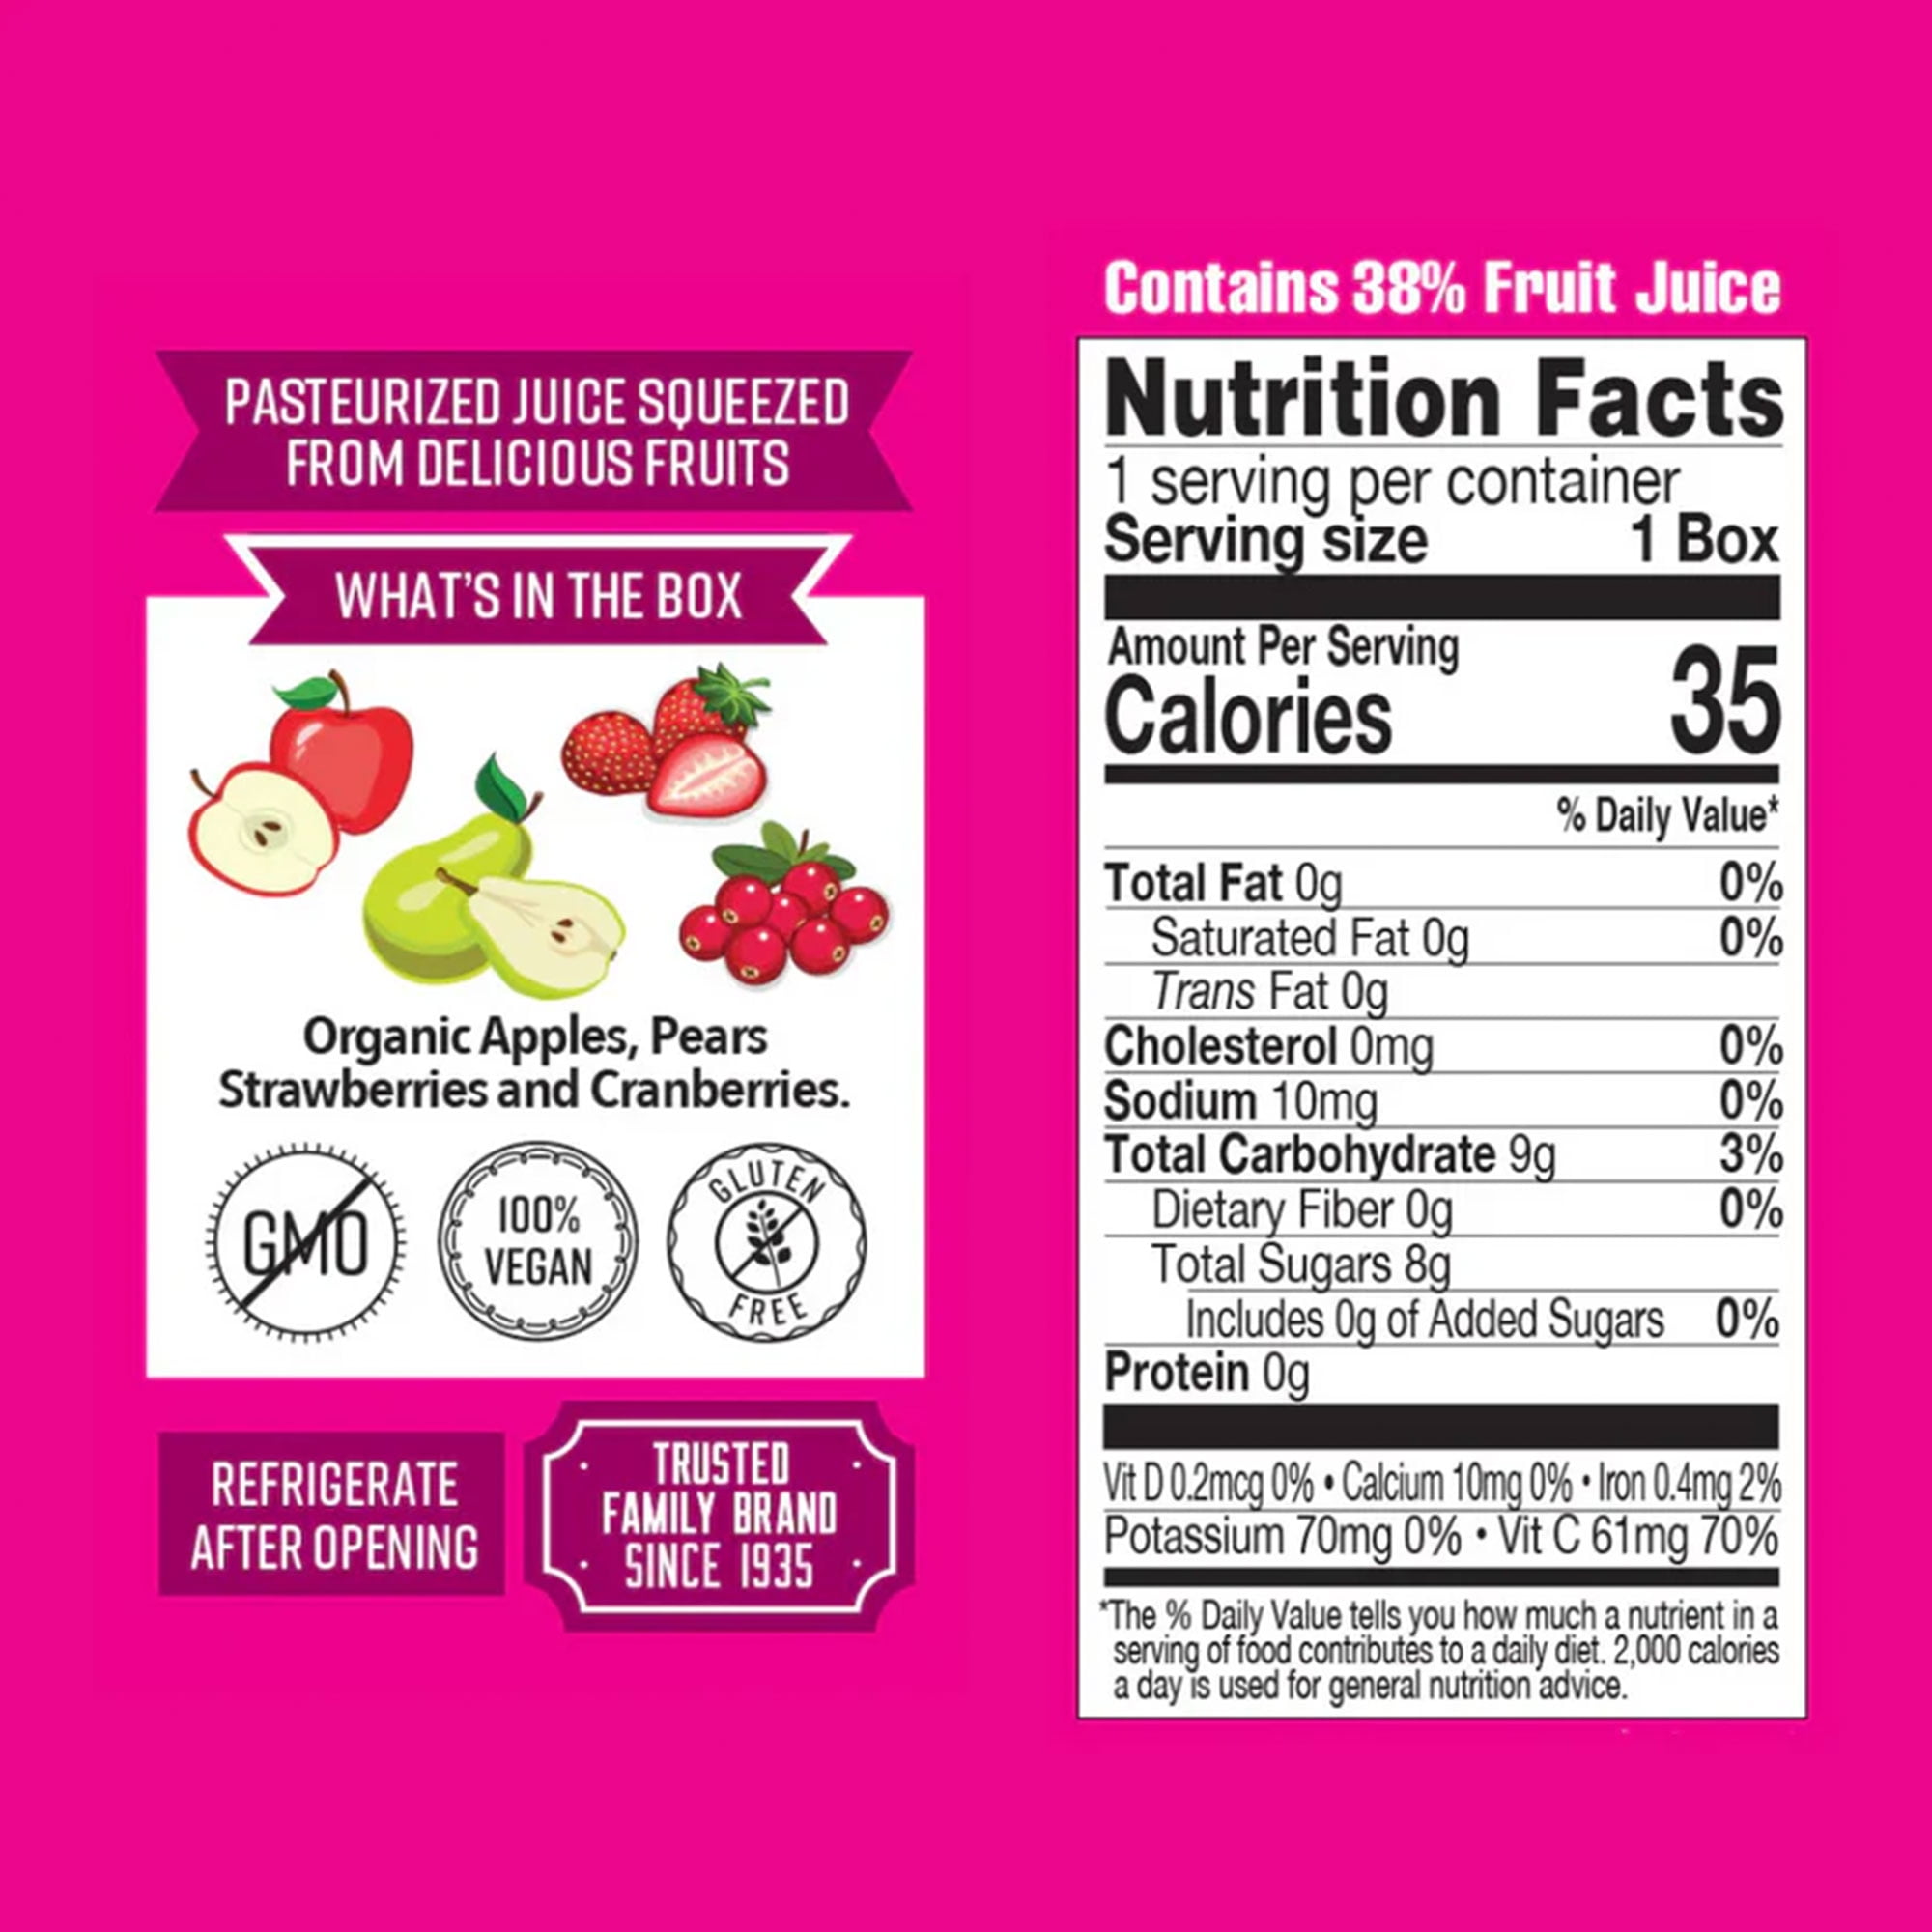 PASTEURIZED JUICE SQUEEZED
FROM DELICIOUS FRUITS
WHAT'S IN THE BOX
Organic Apples, Pears
Strawberries and Cranberries.
GMO
100%
VEGAN
GLUTEN
FREE
REFRIGERATE
AFTER OPENING
TRUSTED
FAMILY BRAND
SINCE 1935
Contains 38% Fruit Juice
Nutrition Facts
1 serving per container
Serving size 1 Box
Amount Per Serving
Calories 35
% Daily Value*
Total Fat 0g 0%
Saturated Fat 0g 0%
Trans Fat 0g
Cholesterol 0mg 0%
Sodium 10mg 0%
Total Carbohydrate 9g 3%
Dietary Fiber 0g 0%
Total Sugars 8g
Includes 0g of Added Sugars 0%
Protein 0g
Vit D 0.2mcg 0% • Calcium 10mg 0% • Iron 0.4mg 2%
Potassium 70mg 0% • Vit C 61mg 70%
*The % Daily Value tells you how much a nutrient in a
serving of food contributes to a daily diet. 2,000 calories
a day is used for general nutrition advice.